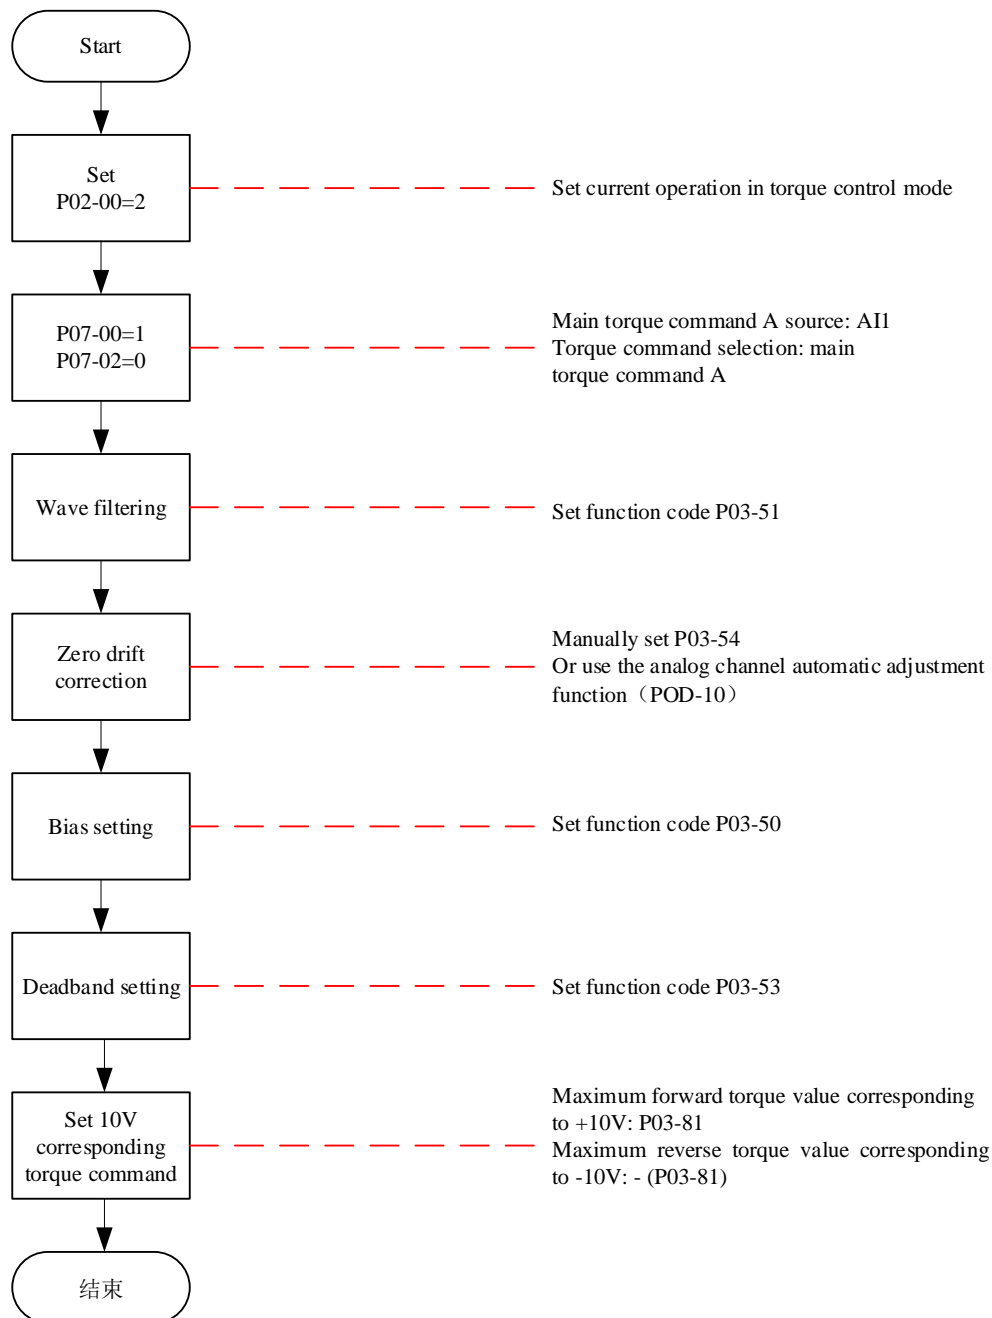 Start
Set
P02-00=2
Set current operation in torque control mode
P07-00=1
P07-02=0
Main torque command A source: AI1
Torque command selection: main
torque command A
Wave filtering
Set function code P03-51
Zero drift
correction
Manually set P03-54
Or use the analog channel automatic adjustment
function（POD-10）
Bias setting
Set function code P03-50
Deadband setting
Set function code P03-53
Set 10V
corresponding
torque command
Maximum forward torque value corresponding
to +10V: P03-81
Maximum reverse torque value corresponding
to -10V: - (P03-81)
结束